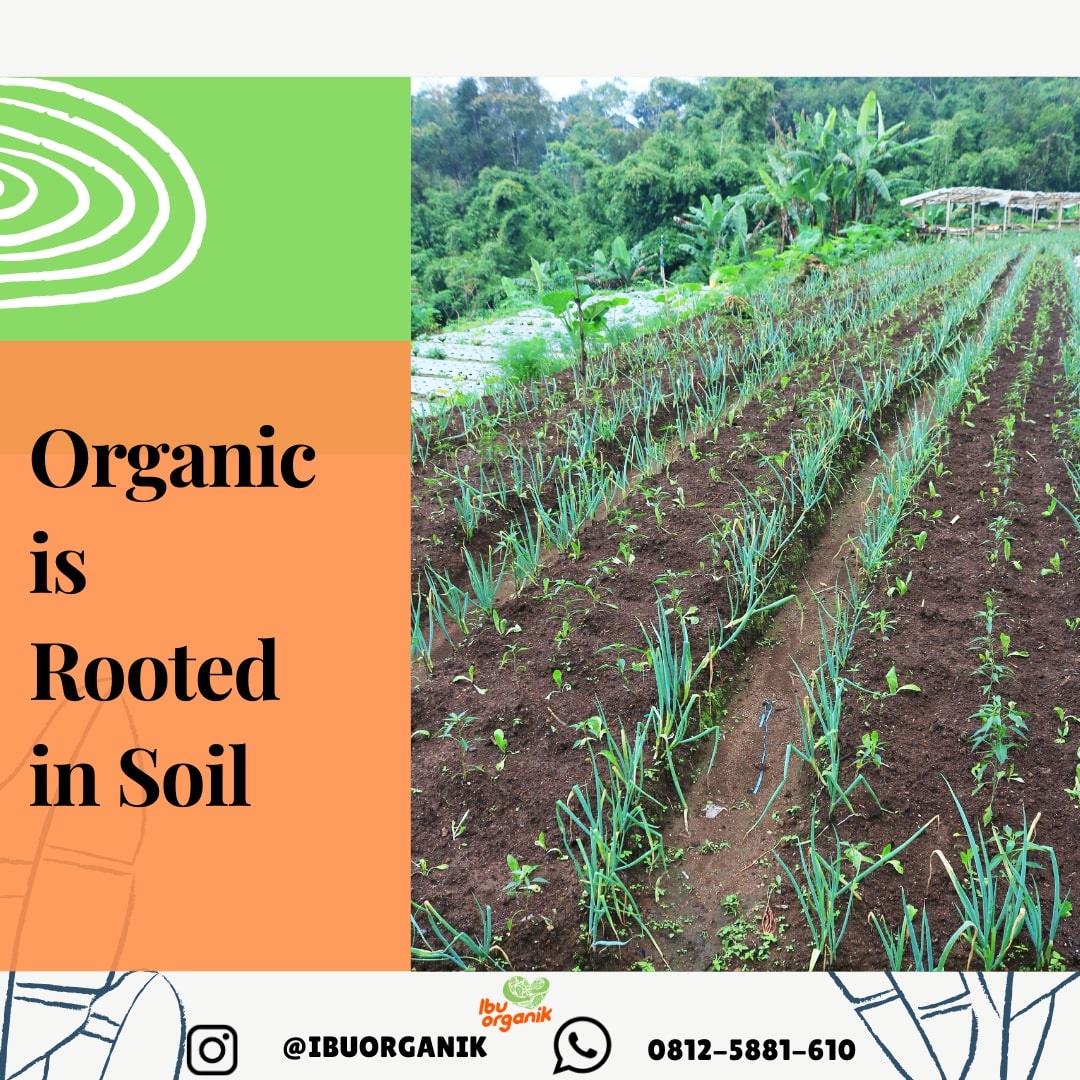 Organic
is
Rooted
in Soil
Ibu
organik
@IBUORGANIK
0812-5881-610